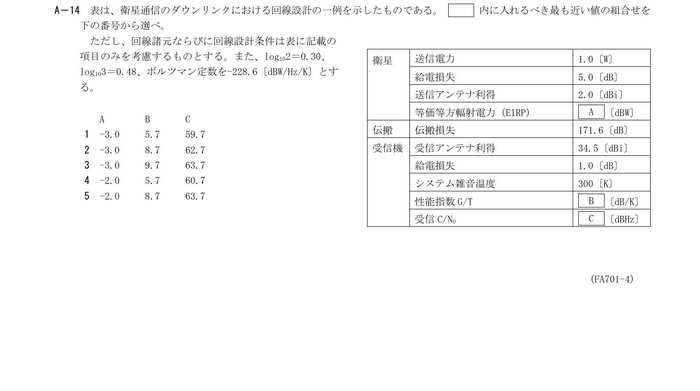 A－14 表は、衛星通信のダウンリンクにおける回線設計の一例を示したものである。 内に入れるべき最も近い値の組合せを
下の番号から選べ。
ただし、回線諸元ならびに回線設計条件は表に記載の
項目のみを考慮するものとする。また、log₁₀2＝0.30、
log₁₀3＝0.48、ボルツマン定数を-228.6〔dBW/Hz/K〕とす
る。
A B C
1 -3.0 5.7 59.7
2 -3.0 8.7 62.7
3 -3.0 9.7 63.7
4 -2.0 5.7 60.7
5 -2.0 8.7 63.7
衛星 送信電力 1.0〔W〕
給電損失 5.0〔dB〕
送信アンテナ利得 2.0〔dBi〕
等価等方輻射電力（EIRP） A 〔dBW〕
伝搬 伝搬損失 171.6〔dB〕
受信機 受信アンテナ利得 34.5〔dBi〕
給電損失 1.0〔dB〕
システム雑音温度 300〔K〕
性能指数 G/T B 〔dB/K〕
受信 C/N₀ C 〔dBHz〕
(FA701-4)